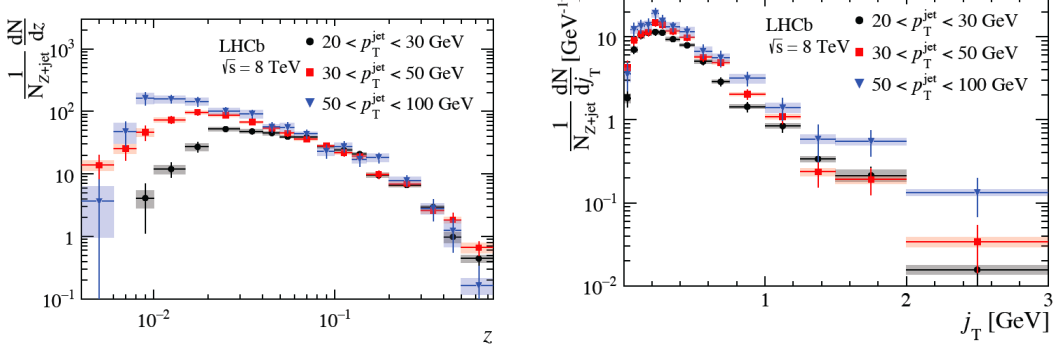 1/N_{Z+jet} dN/dz
10^3
10^2
10
1
10^{-1}
LHCb
√s = 8 TeV
20 < p_T^{jet} < 30 GeV
30 < p_T^{jet} < 50 GeV
50 < p_T^{jet} < 100 GeV
10^{-2}
10^{-1}
z
1/N_{Z+jet} dN/dj_T [GeV^{-1}]
10
1
10^{-1}
10^{-2}
LHCb
√s = 8 TeV
20 < p_T^{jet} < 30 GeV
30 < p_T^{jet} < 50 GeV
50 < p_T^{jet} < 100 GeV
1
2
3
j_T [GeV]